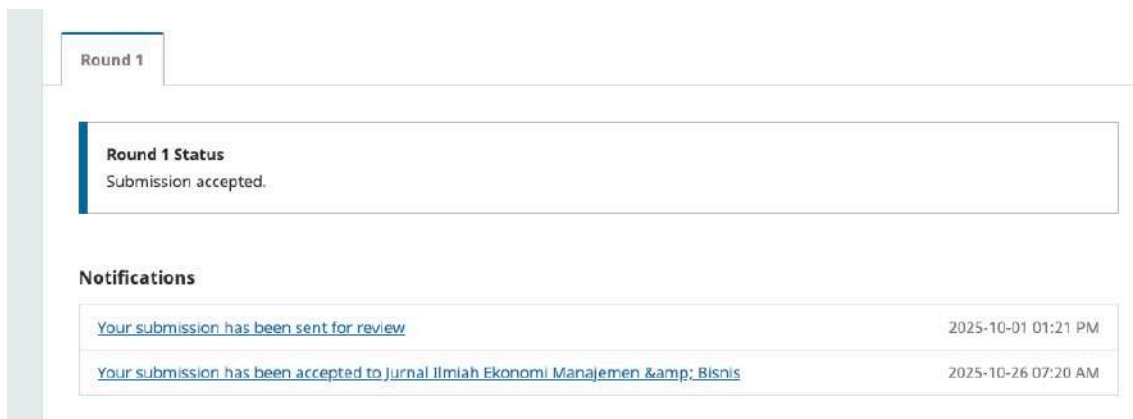 Round 1
Round 1 Status
Submission accepted.
Notifications
Your submission has been sent for review 2025-10-01 01:21 PM
Your submission has been accepted to Jurnal Ilmiah Ekonomi Manajemen &amp; Bisnis 2025-10-26 07:20 AM